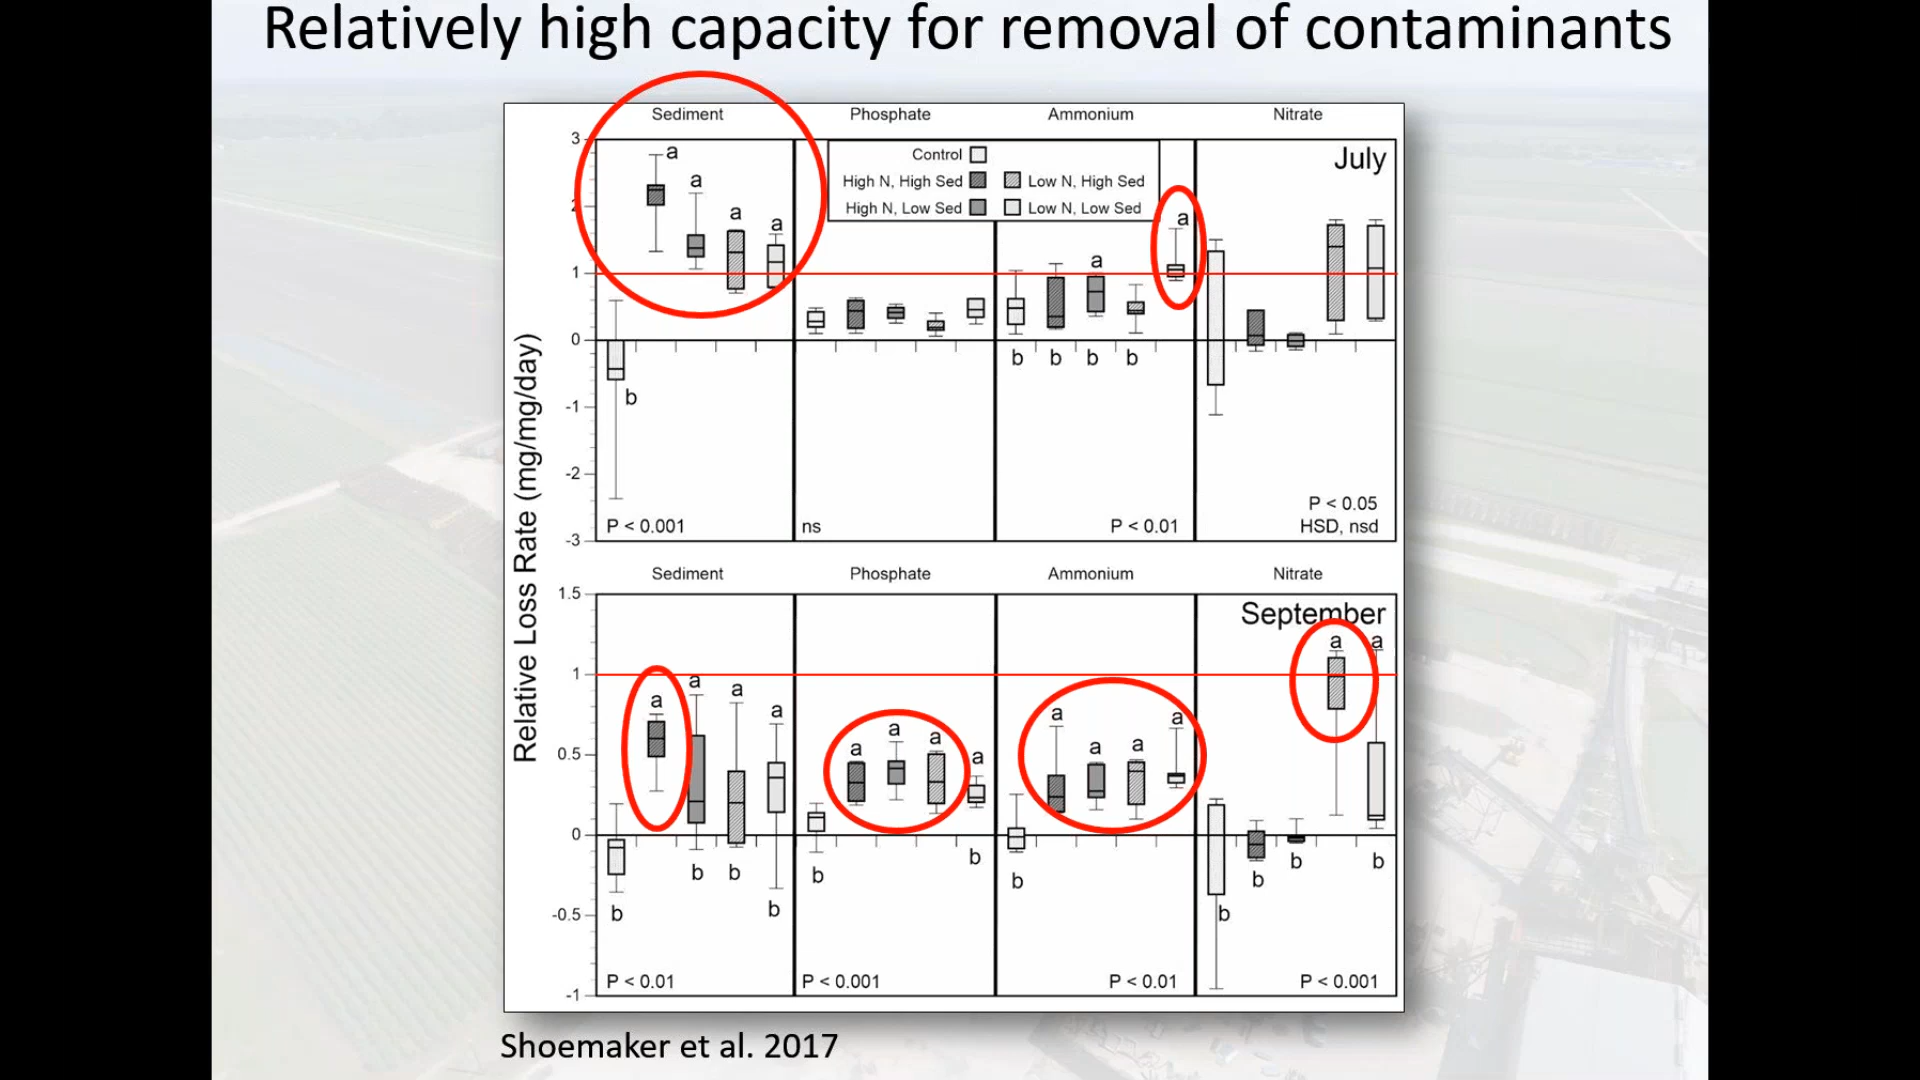 Relatively high capacity for removal of contaminants
Sediment Phosphate Ammonium Nitrate
July
Control
High N, High Sed Low N, High Sed
High N, Low Sed Low N, Low Sed
3
2
1
0
-1
-2
-3
a a a a b
b b a b b a
P < 0.001
ns
P < 0.01
P < 0.05
HSD, nsd
Relative Loss Rate (mg/mg/day)
Sediment Phosphate Ammonium Nitrate
September
1.5
1
0.5
0
-0.5
-1
a a a a
b b b b
a a a a
b b
a a a a
b
a a
b b b b
P < 0.01
P < 0.001
P < 0.01
P < 0.001
Shoemaker et al. 2017